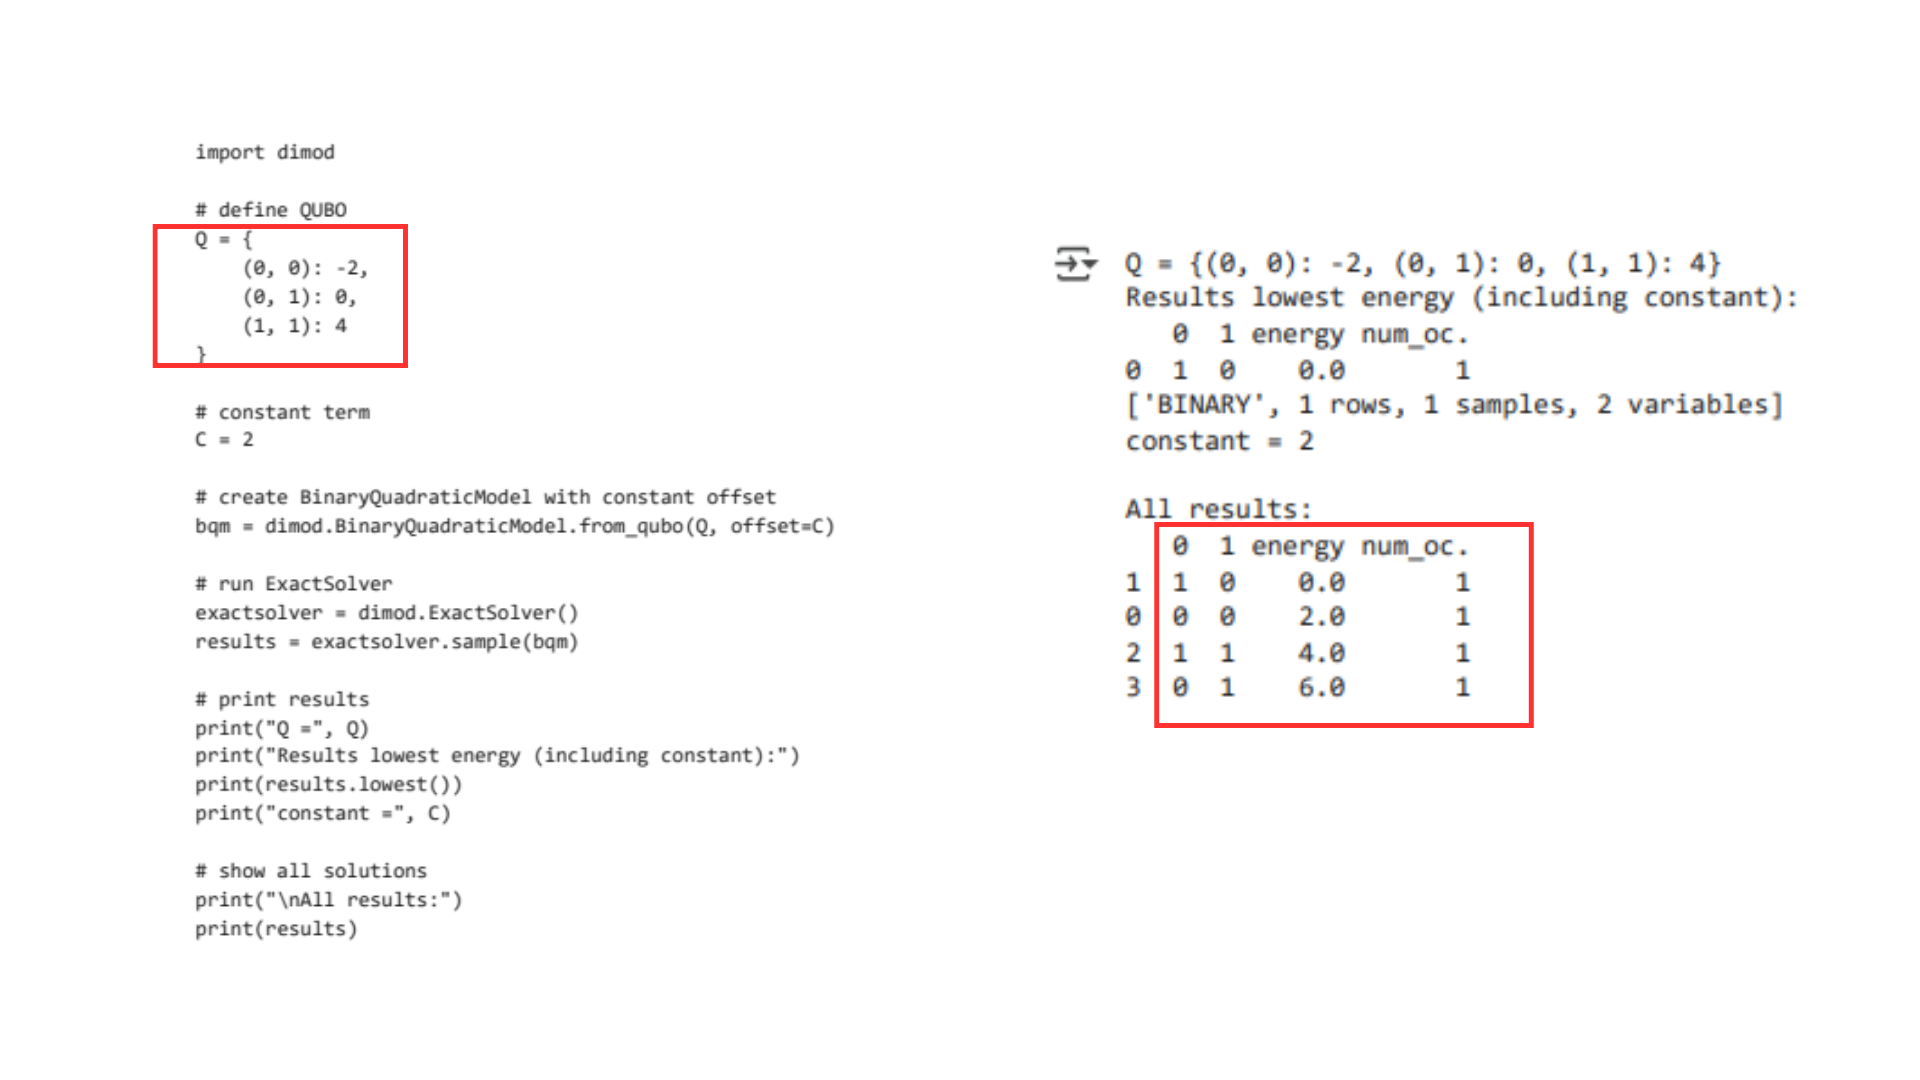 import dimod
# define QUBO
Q = {
(0, 0): -2,
(0, 1): 0,
(1, 1): 4
}
# constant term
C = 2
# create BinaryQuadraticModel with constant offset
bqm = dimod.BinaryQuadraticModel.from_qubo(Q, offset=C)
# run ExactSolver
exactsolver = dimod.ExactSolver()
results = exactsolver.sample(bqm)
# print results
print("Q =", Q)
print("Results lowest energy (including constant):")
print(results.lowest())
print("constant =", C)
# show all solutions
print("\nAll results:")
print(results)
Q = {(0, 0): -2, (0, 1): 0, (1, 1): 4}
Results lowest energy (including constant):
0 1 energy num_oc.
0 1 0 0.0 1
['BINARY', 1 rows, 1 samples, 2 variables]
constant = 2
All results:
0 1 energy num_oc.
1 1 0 0.0 1
0 0 0 2.0 1
2 1 1 4.0 1
3 0 1 6.0 1